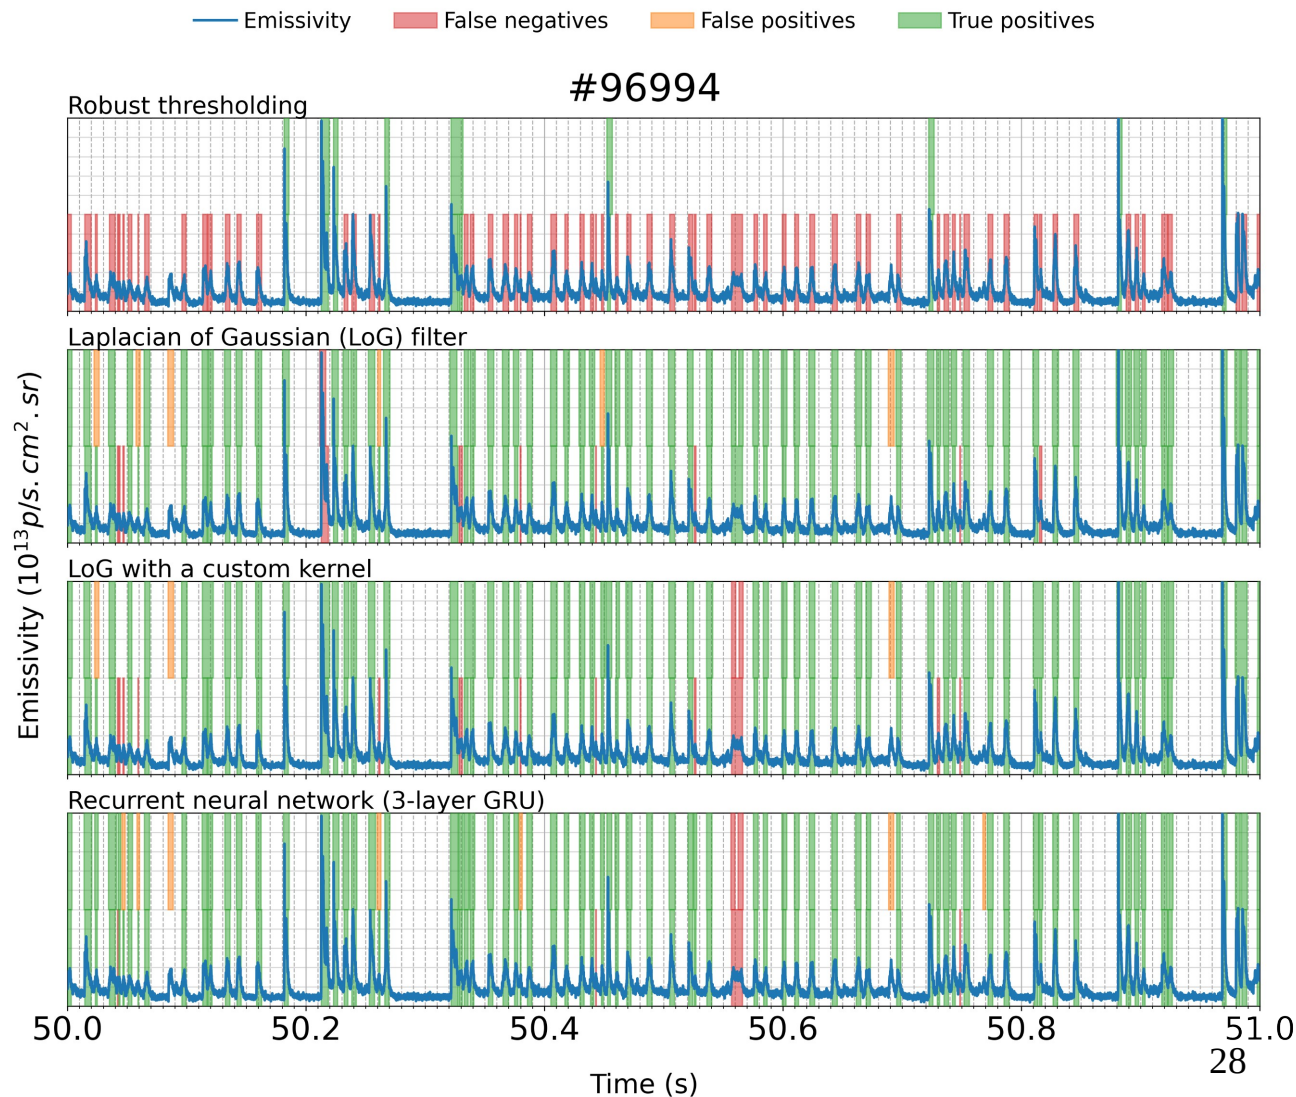 Emissivity False negatives False positives True positives
#96994
Robust thresholding
Laplacian of Gaussian (LoG) filter
LoG with a custom kernel
Recurrent neural network (3-layer GRU)
Emisssivity (10¹³p/s. cm². sr)
50.0 50.2 50.4 50.6 50.8 51.0
28
Time (s)